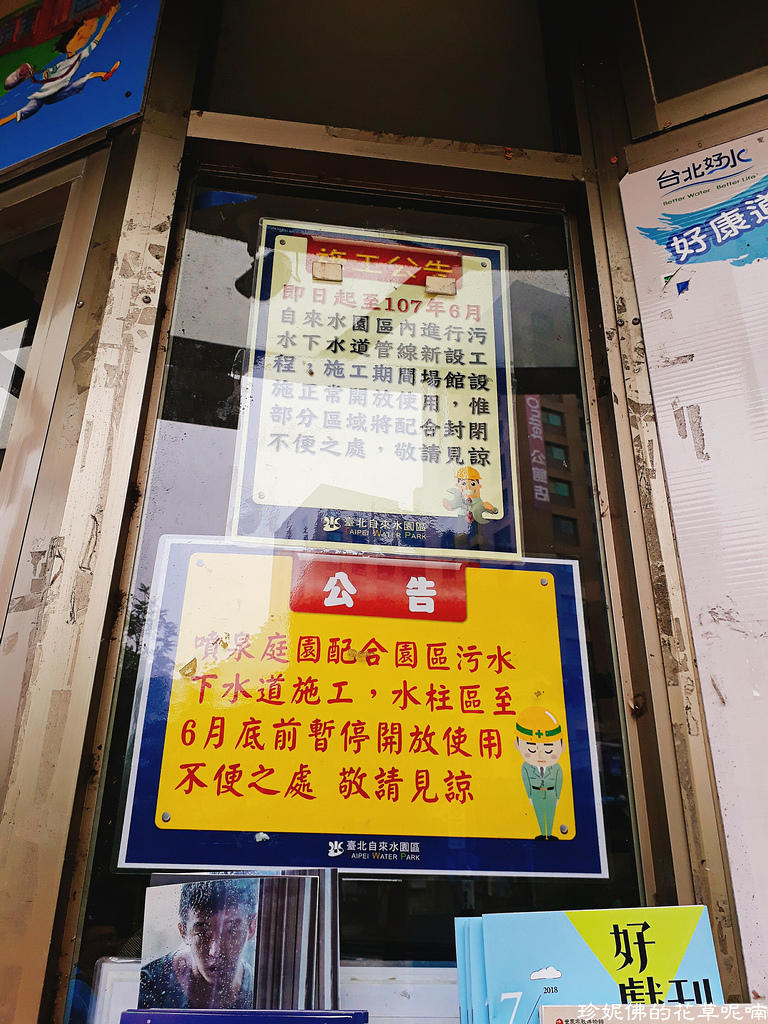 台北好水
Better Water Better Life
好康道
施工公告
即日起至107年6月
自來水園區內進行污
水下水道管線新設工
程；施工期間場館設
施正常開放使用，惟
部分區域將配合封閉
不便之處，敬請見諒
臺北自來水園區
TAIPEI WATER PARK
公館店
公告
噴泉庭園配合園區污水
下水道施工，水柱區至
6月底前暫停開放使用
不便之處 敬請見諒
臺北自來水園區
TAIPEI WATER PARK
好
戲刊
7
2018
珍妮佛的花草呢喃